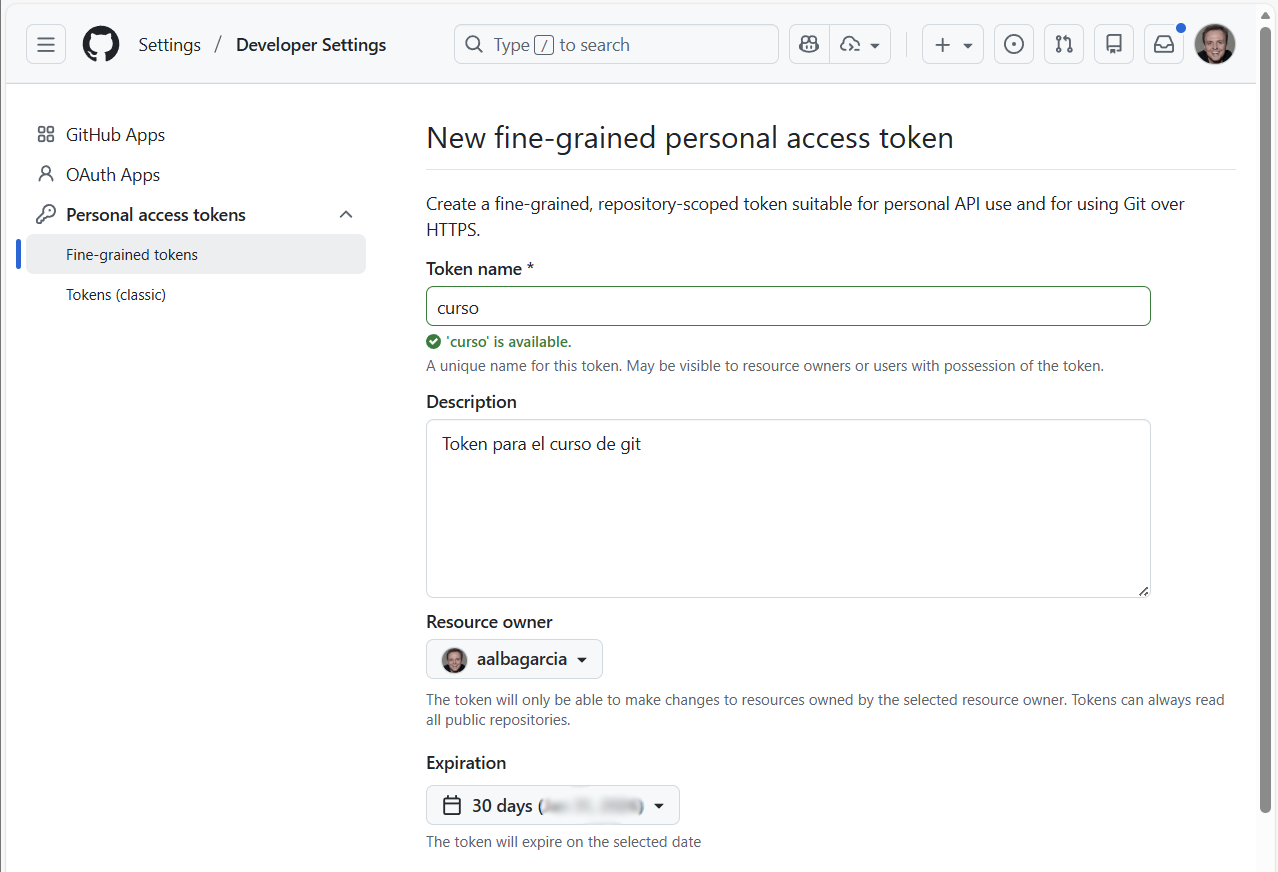 Settings / Developer Settings
Type / to search
GitHub Apps
OAuth Apps
Personal access tokens
Fine-grained tokens
Tokens (classic)
New fine-grained personal access token
Create a fine-grained, repository-scoped token suitable for personal API use and for using Git over
HTTPS.
Token name *
curso
'curso' is available.
A unique name for this token. May be visible to resource owners or users with possession of the token.
Description
Token para el curso de git
Resource owner
aalbagarcia
The token will only be able to make changes to resources owned by the selected resource owner. Tokens can always read
all public repositories.
Expiration
30 days (
The token will expire on the selected date